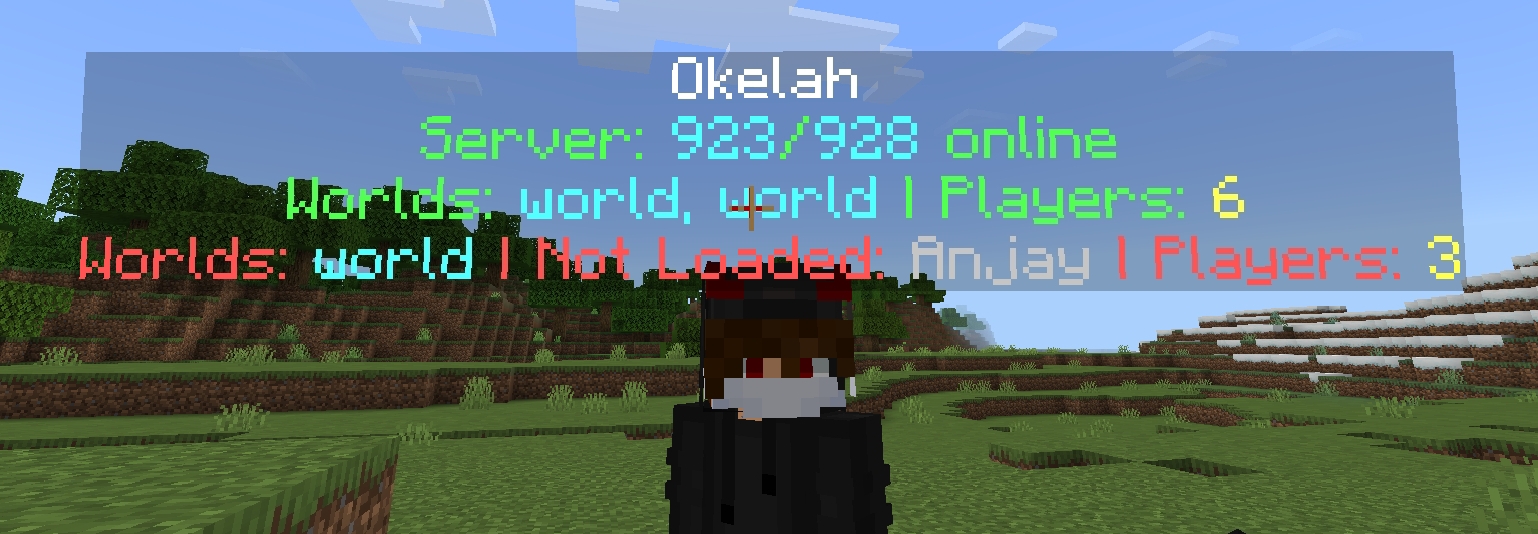 Okelah
Server: 923/928 online
Worlds: world, world | Players: 6
Worlds: world | Not Loaded: Anjay | Players: 3